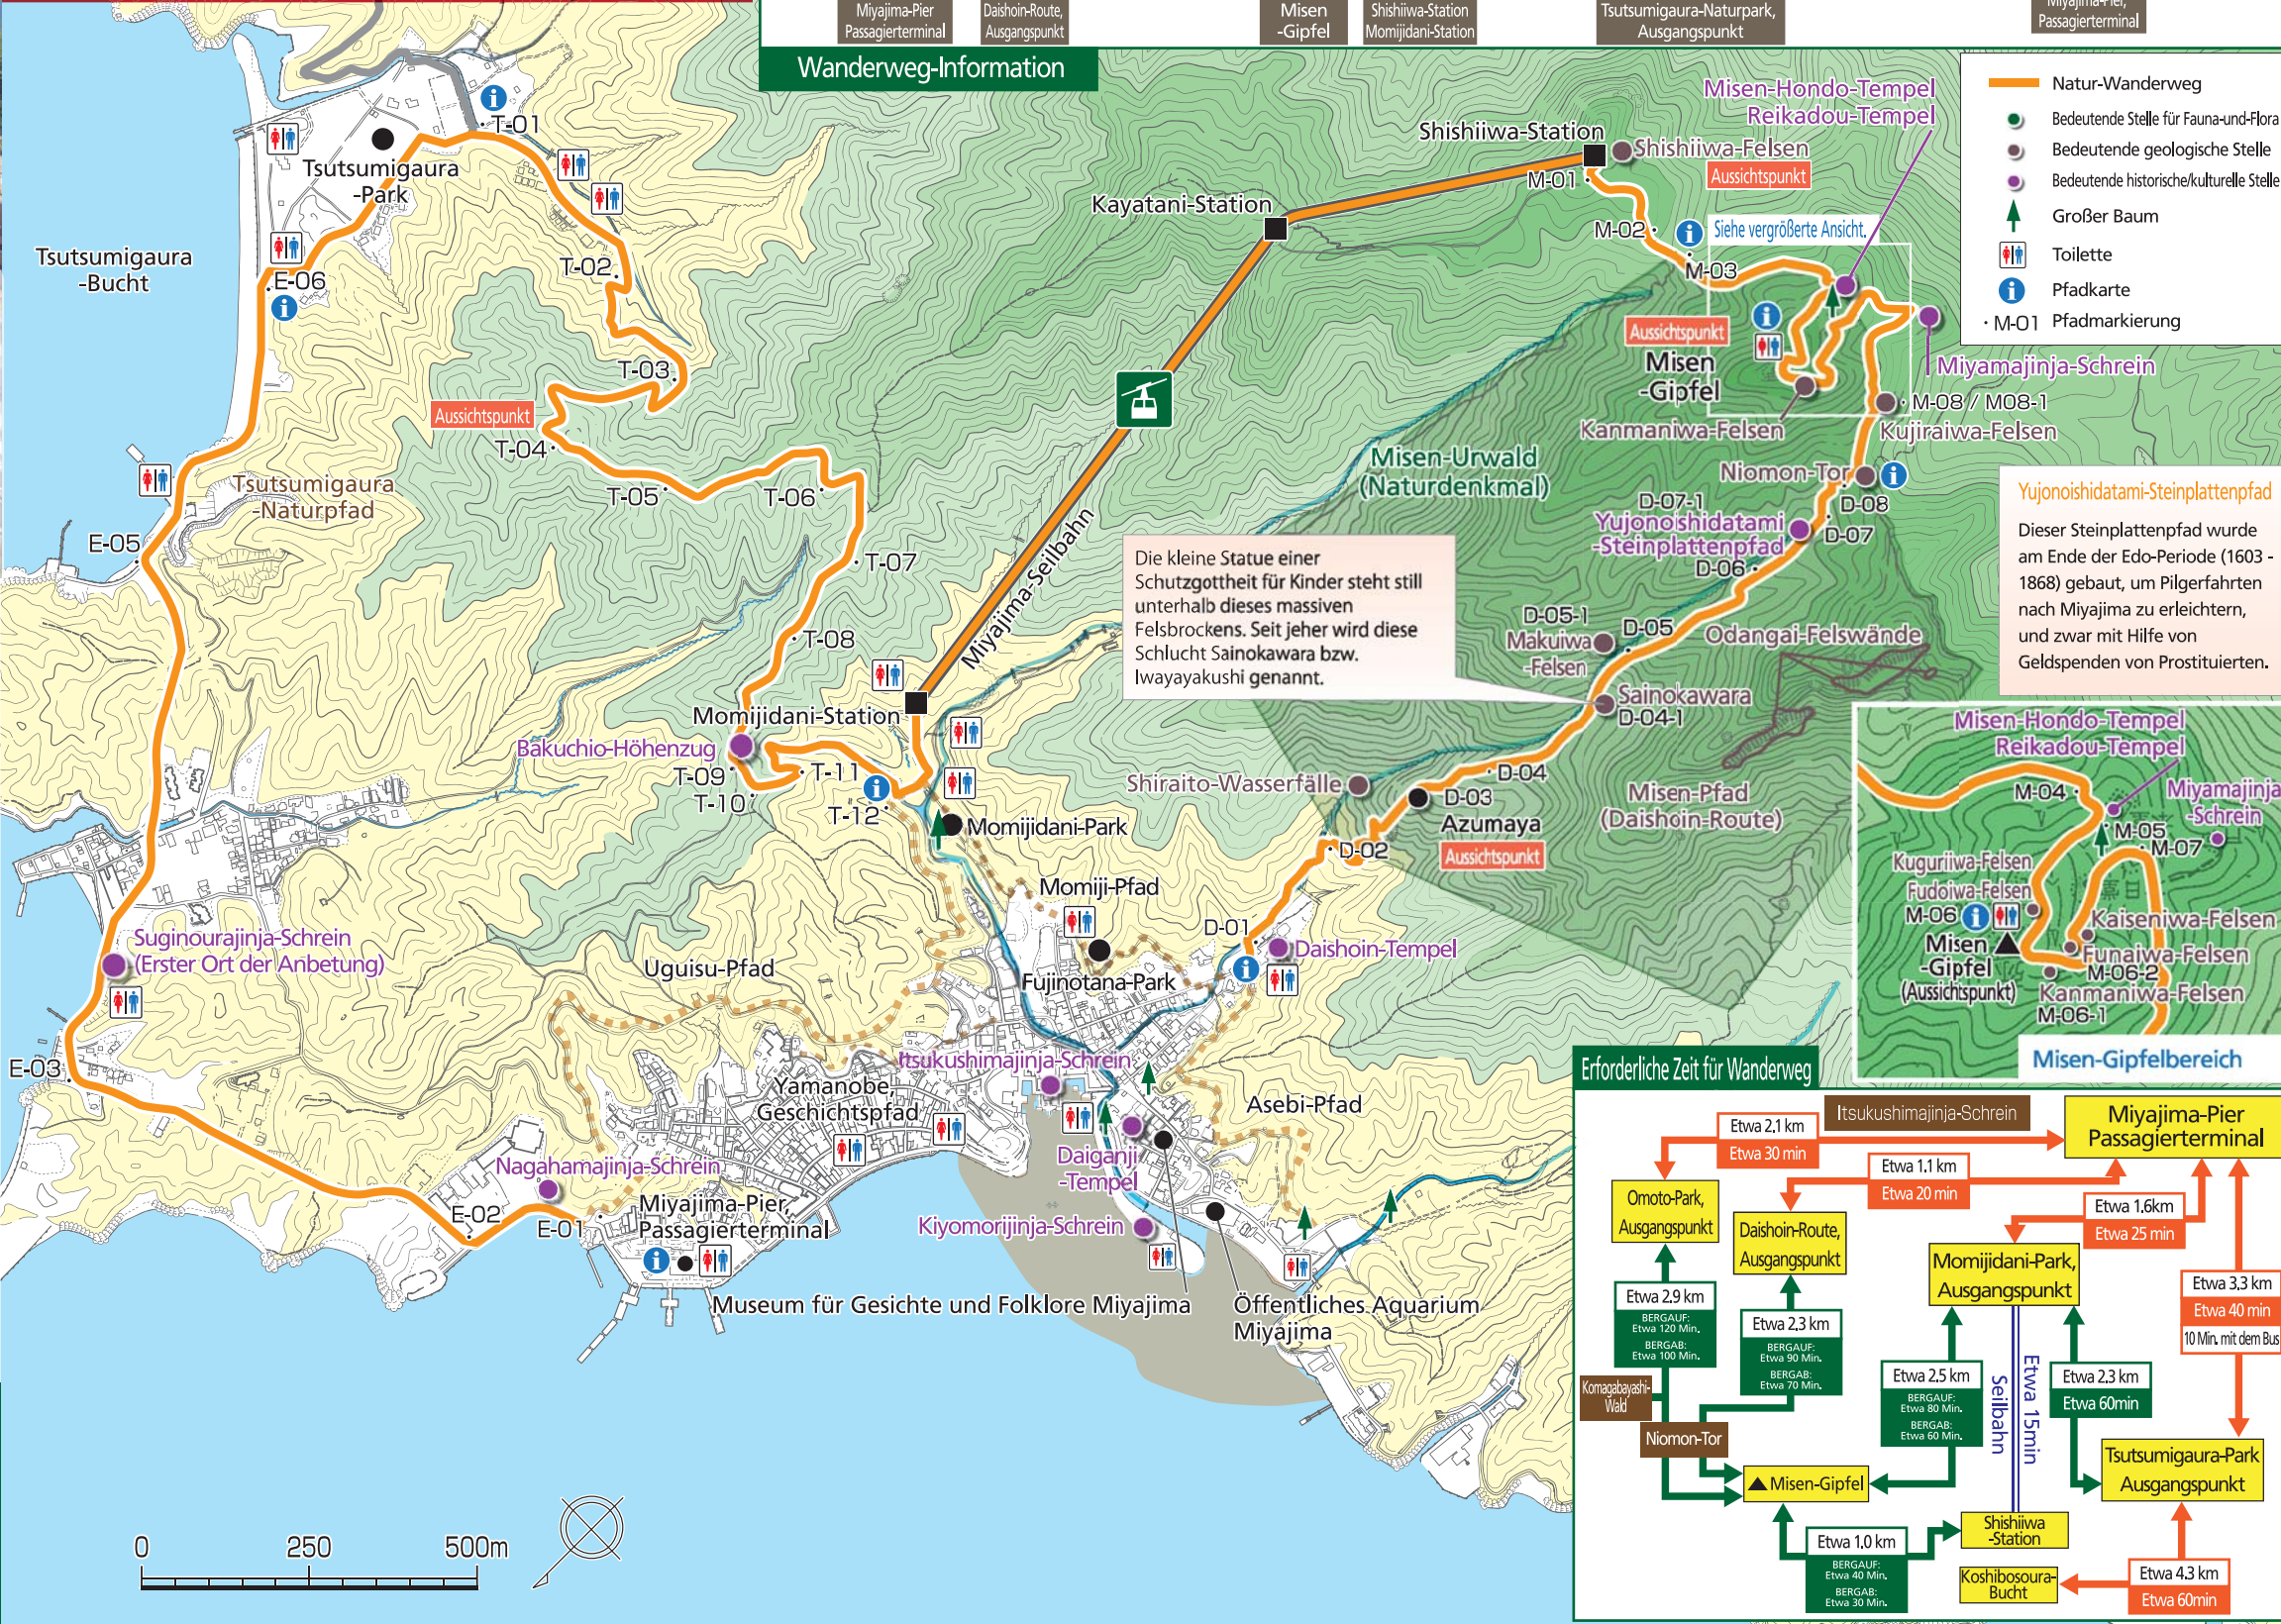 Miyajima-Pier
Passagierterminal
Daishoin-Route,
Ausgangspunkt
Misen
-Gipfel
Shishiiwa-Station
Momijidani-Station
Tsutsumigaura-Naturpark,
Ausgangspunkt
Miyajima-Pier,
Passagierterminal
Wanderweg-Information
Natur-Wanderweg
Bedeutende Stelle für Fauna-und-Flora
Bedeutende geologische Stelle
Bedeutende historische/kulturelle Stelle
Großer Baum
Toilette
Pfadkarte
M-01 Pfadmarkierung
T-01
Tsutsumigaura
-Park
Tsutsumigaura
-Bucht
E-06
T-02
T-03
Aussichtspunkt
T-04
T-05
T-06
T-07
T-08
Tsutsumigaura
-Naturpfad
E-05
Misen-Hondo-Tempel
Reikadou-Tempel
Shishiiwa-Station
Shishiiwa-Felsen
Aussichtspunkt
M-01
Kayatani-Station
M-02
Siehe vergrößerte Ansicht.
M-03
Aussichtspunkt
Misen
-Gipfel
Miyamajinja-Schrein
M-08 / M08-1
Kujiraiwa-Felsen
Kanmaniwa-Felsen
Misen-Urwald
(Naturdenkmal)
Niomon-Tor
D-08
D-07-1
Yujonoishidatami
-Steinplattenpfad
D-07
D-06
Yujonoishidatami-Steinplattenpfad
Dieser Steinplattenpfad wurde
am Ende der Edo-Periode (1603 -
1868) gebaut, um Pilgerfahrten
nach Miyajima zu erleichtern,
und zwar mit Hilfe von
Geldspenden von Prostituierten.
Miyajima-Seilbahn
Die kleine Statue einer
Schutzgottheit für Kinder steht still
unterhalb dieses massiven
Felsbrockens. Seit jeher wird diese
Schlucht Sainokawara bzw.
Iwayayakushi genannt.
D-05-1
Makuiwa
-Felsen
D-05
Odangai-Felswände
Sainokawara
D-04-1
Momijidani-Station
Bakuchio-Höhenzug
T-09
T-10
T-11
T-12
Momijidani-Park
Shiraito-Wasserfälle
D-04
D-03
Azumaya
Aussichtspunkt
D-02
Misen-Pfad
(Daishoin-Route)
Momiji-Pfad
D-01
Daishoin-Tempel
Fujinotana-Park
Uguisu-Pfad
Suginourajinja-Schrein
(Erster Ort der Anbetung)
E-03
Itsukushimajinja-Schrein
Yamanobe,
Geschichtspfad
Asebi-Pfad
Nagahamajinja-Schrein
Daiganji
-Tempel
E-02
E-01
Miyajima-Pier,
Passagierterminal
Kiyomorijinja-Schrein
Museum für Gesichte und Folklore Miyajima
Öffentliches Aquarium
Miyajima
0 250 500m
Misen-Hondo-Tempel
Reikadou-Tempel
M-04
Miyamajinja
-Schrein
M-05
M-07
Kuguriiwa-Felsen
Fudoiwa-Felsen
M-06
Misen
-Gipfel
(Aussichtspunkt)
Kaiseniwa-Felsen
Funaiwa-Felsen
M-06-2
Kanmaniwa-Felsen
M-06-1
Misen-Gipfelbereich
Erforderliche Zeit für Wanderweg
Itsukushimajinja-Schrein
Miyajima-Pier
Passagierterminal
Etwa 2.1 km
Etwa 30 min
Etwa 1.1 km
Etwa 20 min
Etwa 1.6km
Etwa 25 min
Omoto-Park,
Ausgangspunkt
Daishoin-Route,
Ausgangspunkt
Momijidani-Park,
Ausgangspunkt
Etwa 3.3 km
Etwa 40 min
10 Min. mit dem Bus
Etwa 2.9 km
BERGAUF:
Etwa 120 Min.
BERGAB:
Etwa 100 Min.
Etwa 2.3 km
BERGAUF:
Etwa 90 Min.
BERGAB:
Etwa 70 Min.
Etwa 2.5 km
BERGAUF:
Etwa 80 Min.
BERGAB:
Etwa 60 Min.
Etwa 15min
Seilbahn
Etwa 2.3 km
Etwa 60min
Komagabayashi-
Wald
Niomon-Tor
Misen-Gipfel
Tsutsumigaura-Park
Ausgangspunkt
Shishiiwa
-Station
Etwa 1.0 km
BERGAUF:
Etwa 40 Min.
BERGAB:
Etwa 30 Min.
Koshibosoura-
Bucht
Etwa 4.3 km
Etwa 60min